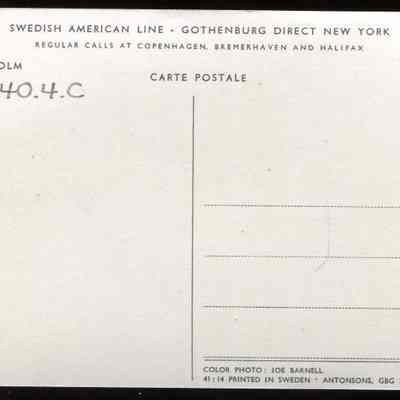 SWEDISH AMERICAN LINE • GOTHENBURG DIRECT NEW YORK
REGULAR CALLS AT COPENHAGEN, BREMERHAVEN AND HALIFAX
OLM
CARTE POSTALE
40.4.C
COLOR PHOTO: JOE BARNELL.
41:14 PRINTED IN SWEDEN • ANTONSONS, GBG